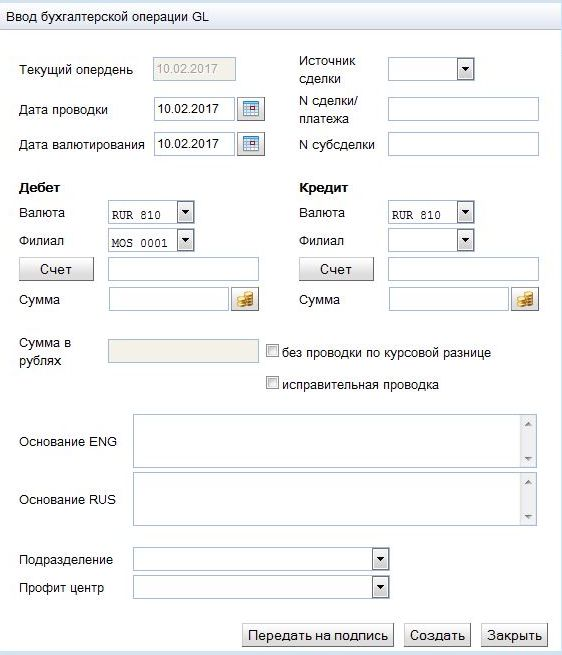 Ввод бухгалтерской операции GL
Текущий опердень 10.02.2017 Источник сделки
Дата проводки 10.02.2017 N сделки/ платежа
Дата валютирования 10.02.2017 N субсделки
Дебет Кредит
Валюта RUR 810 Валюта RUR 810
Филиал MOS 0001 Филиал
Счет Счет
Сумма Сумма
Сумма в рублях
без проводки по курсовой разнице
исправительная проводка
Основание ENG
Основание RUS
Подразделение
Профит центр
Передать на подпись Создать Закрыть